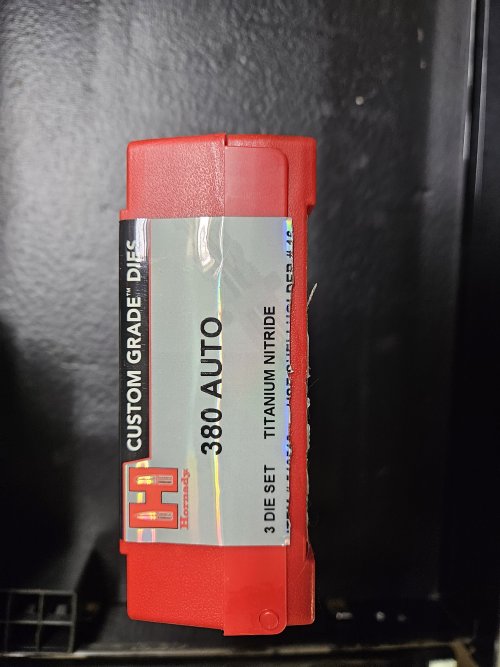 CUSTOM GRADE™ DIES
Hornady
380 AUTO
3 DIE SET TITANIUM NITRIDE